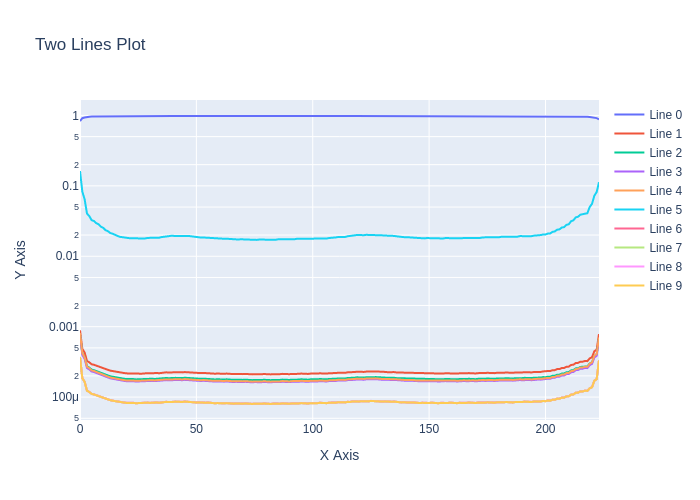 Two Lines Plot
1
5
2
0.1
5
2
0.01
5
2
0.001
5
2
100μ
5
0 50 100 150 200
X Axis
Y Axis
Line 0
Line 1
Line 2
Line 3
Line 4
Line 5
Line 6
Line 7
Line 8
Line 9